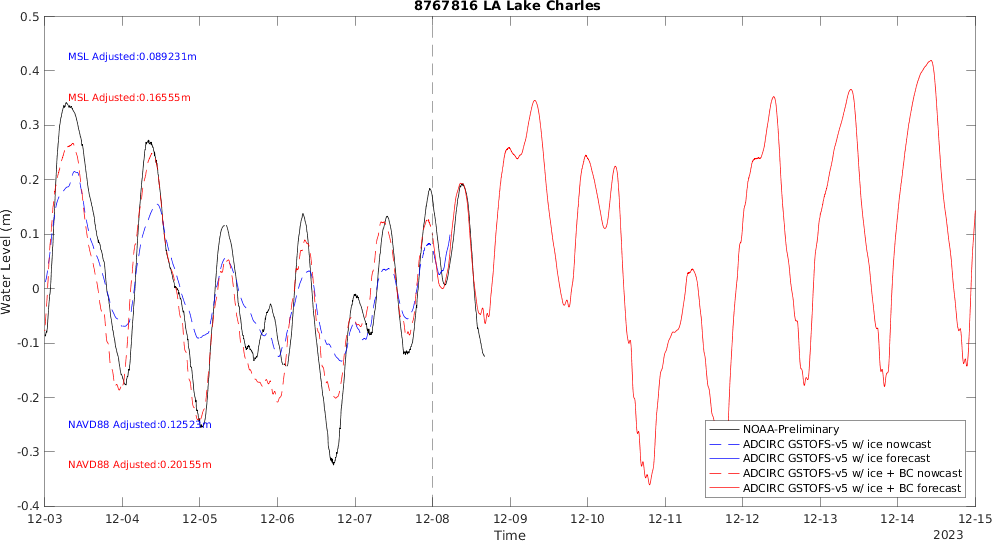 8767816 LA Lake Charles
0.5
0.4
0.3
0.2
0.1
0
-0.1
-0.2
-0.3
-0.4
Water Level (m)
MSL Adjusted:0.089231m
MSL Adjusted:0.16555m
NAVD88 Adjusted:0.12523m
NAVD88 Adjusted:0.20155m
NOAA-Preliminary
ADCIRC GSTOFS-v5 w/ ice nowcast
ADCIRC GSTOFS-v5 w/ ice forecast
ADCIRC GSTOFS-v5 w/ ice + BC nowcast
ADCIRC GSTOFS-v5 w/ ice + BC forecast
12-03 12-04 12-05 12-06 12-07 12-08 12-09 12-10 12-11 12-12 12-13 12-14 12-15
Time
2023